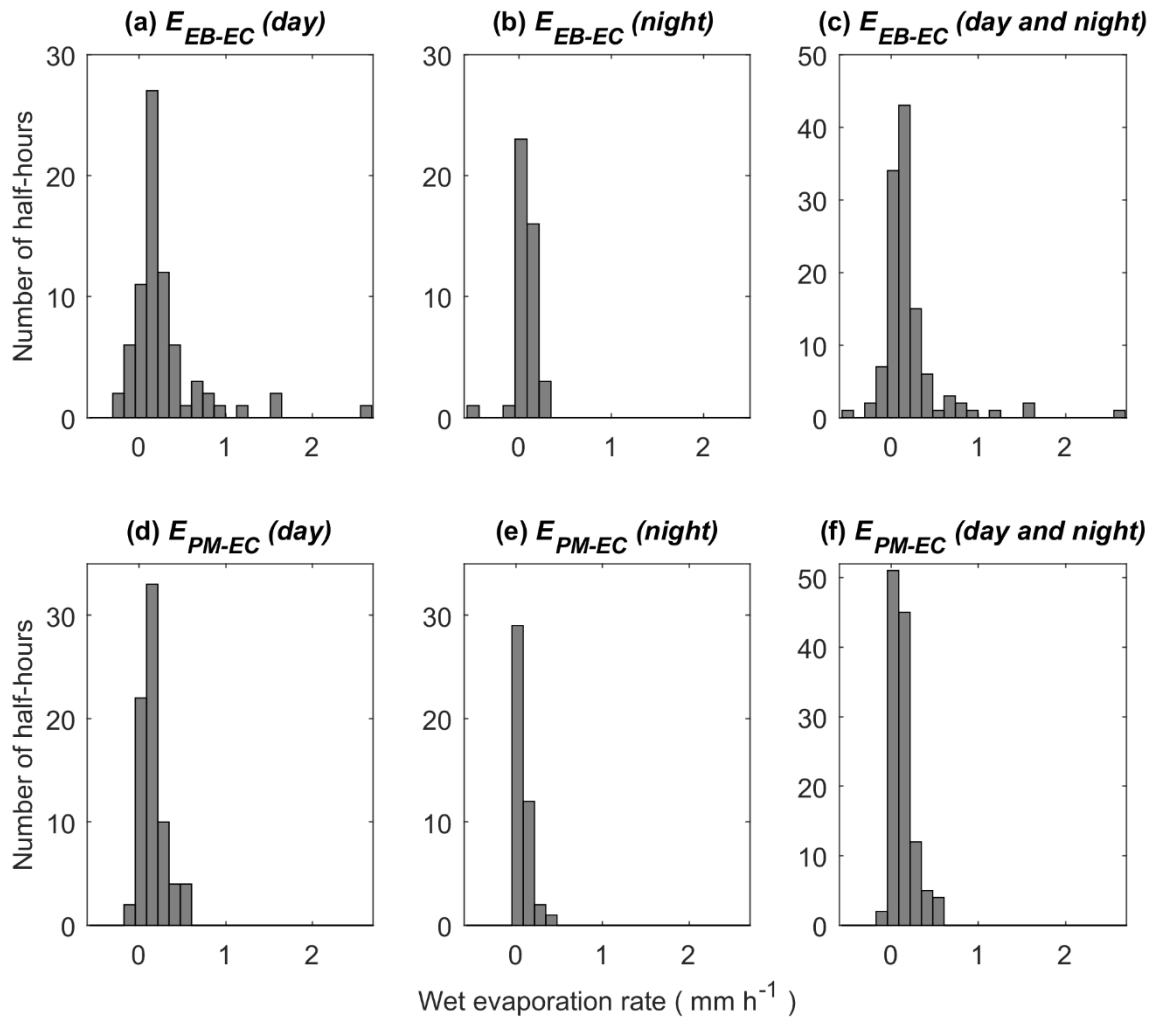 (a) E_EB-EC (day)
(b) E_EB-EC (night)
(c) E_EB-EC (day and night)
30
20
10
0
0 1 2
30
20
10
0
0 1 2
50
40
30
20
10
0
0 1 2
Number of half-hours
(d) E_PM-EC (day)
(e) E_PM-EC (night)
(f) E_PM-EC (day and night)
30
20
10
0
0 1 2
30
20
10
0
0 1 2
50
40
30
20
10
0
0 1 2
Number of half-hours
Wet evaporation rate ( mm h⁻¹ )